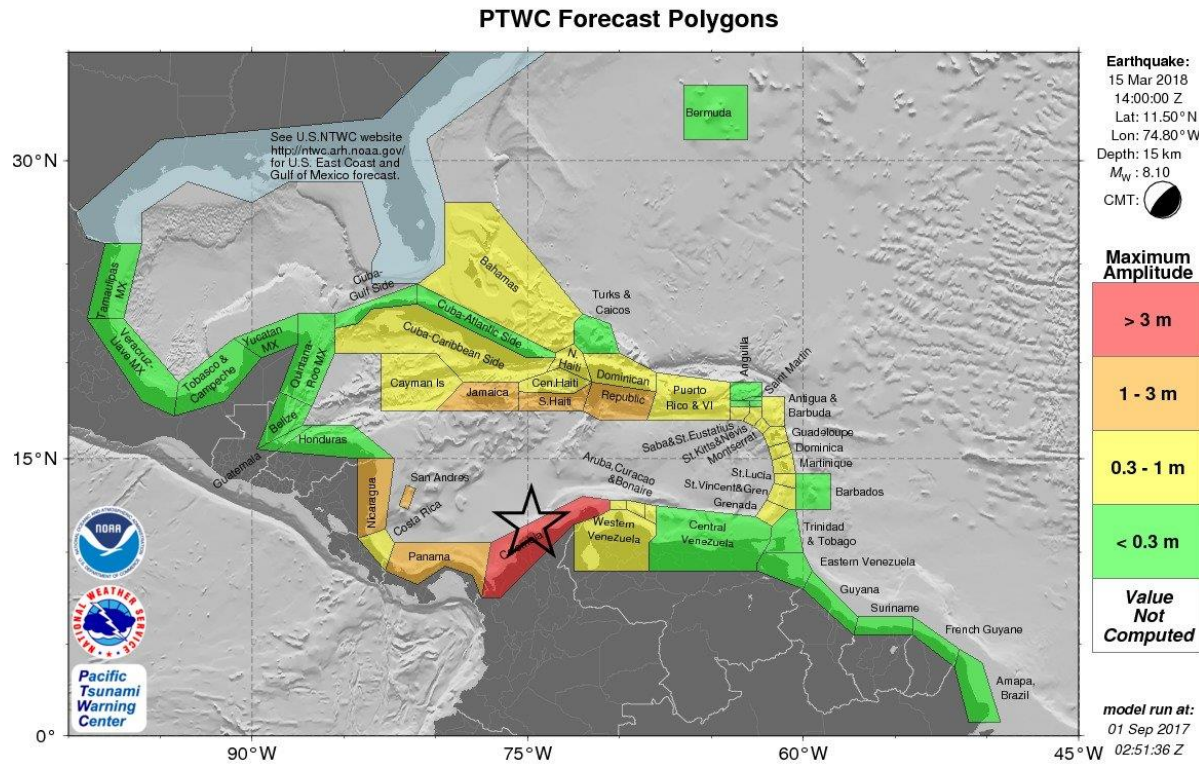 PTWC Forecast Polygons
See U.S.NTWC website
http://ntwc.arh.noaa.gov/
for U.S. East Coast and
Gulf of Mexico forecast.
Bermuda
30°N
15°N
0°
90°W
75°W
60°W
45°W
Tamaulipas
MX
Veracruz,
Llave MX
Tobasco &
Campeche
Yucatan
MX
Quintana-
Roo MX
Belize
Honduras
Guatemala
Cuba-
Gulf Side
Cuba-Atlantic Side
Cuba-Caribbean Side
Bahamas
Turks &
Caicos
Cayman Is
Jamaica
N.
Haiti
Cen.Haiti
S.Haiti
Dominican
Republic
Puerto
Rico & VI
Anguilla
Saint Martin
Antigua &
Barbuda
Saba&St.Eustatius
St.Kitts&Nevis
Montserrat
Guadeloupe
Dominica
Martinique
St.Lucia
St.Vincent&Gren
Barbados
Grenada
Aruba,Curacao
&Bonaire
San Andres
Nicaragua
Costa Rica
Panama
Colombia
Western
Venezuela
Central
Venezuela
Trinidad
& Tobago
Eastern Venezuela
Guyana
Suriname
French Guyane
Amapa,
Brazil
NOAA
NATIONAL WEATHER SERVICE
Pacific
Tsunami
Warning
Center
Earthquake:
15 Mar 2018
14:00:00 Z
Lat: 11.50°N
Lon: 74.80°W
Depth: 15 km
MW : 8.10
CMT:
Maximum
Amplitude
> 3 m
1 - 3 m
0.3 - 1 m
< 0.3 m
Value
Not
Computed
model run at:
01 Sep 2017
02:51:36 Z